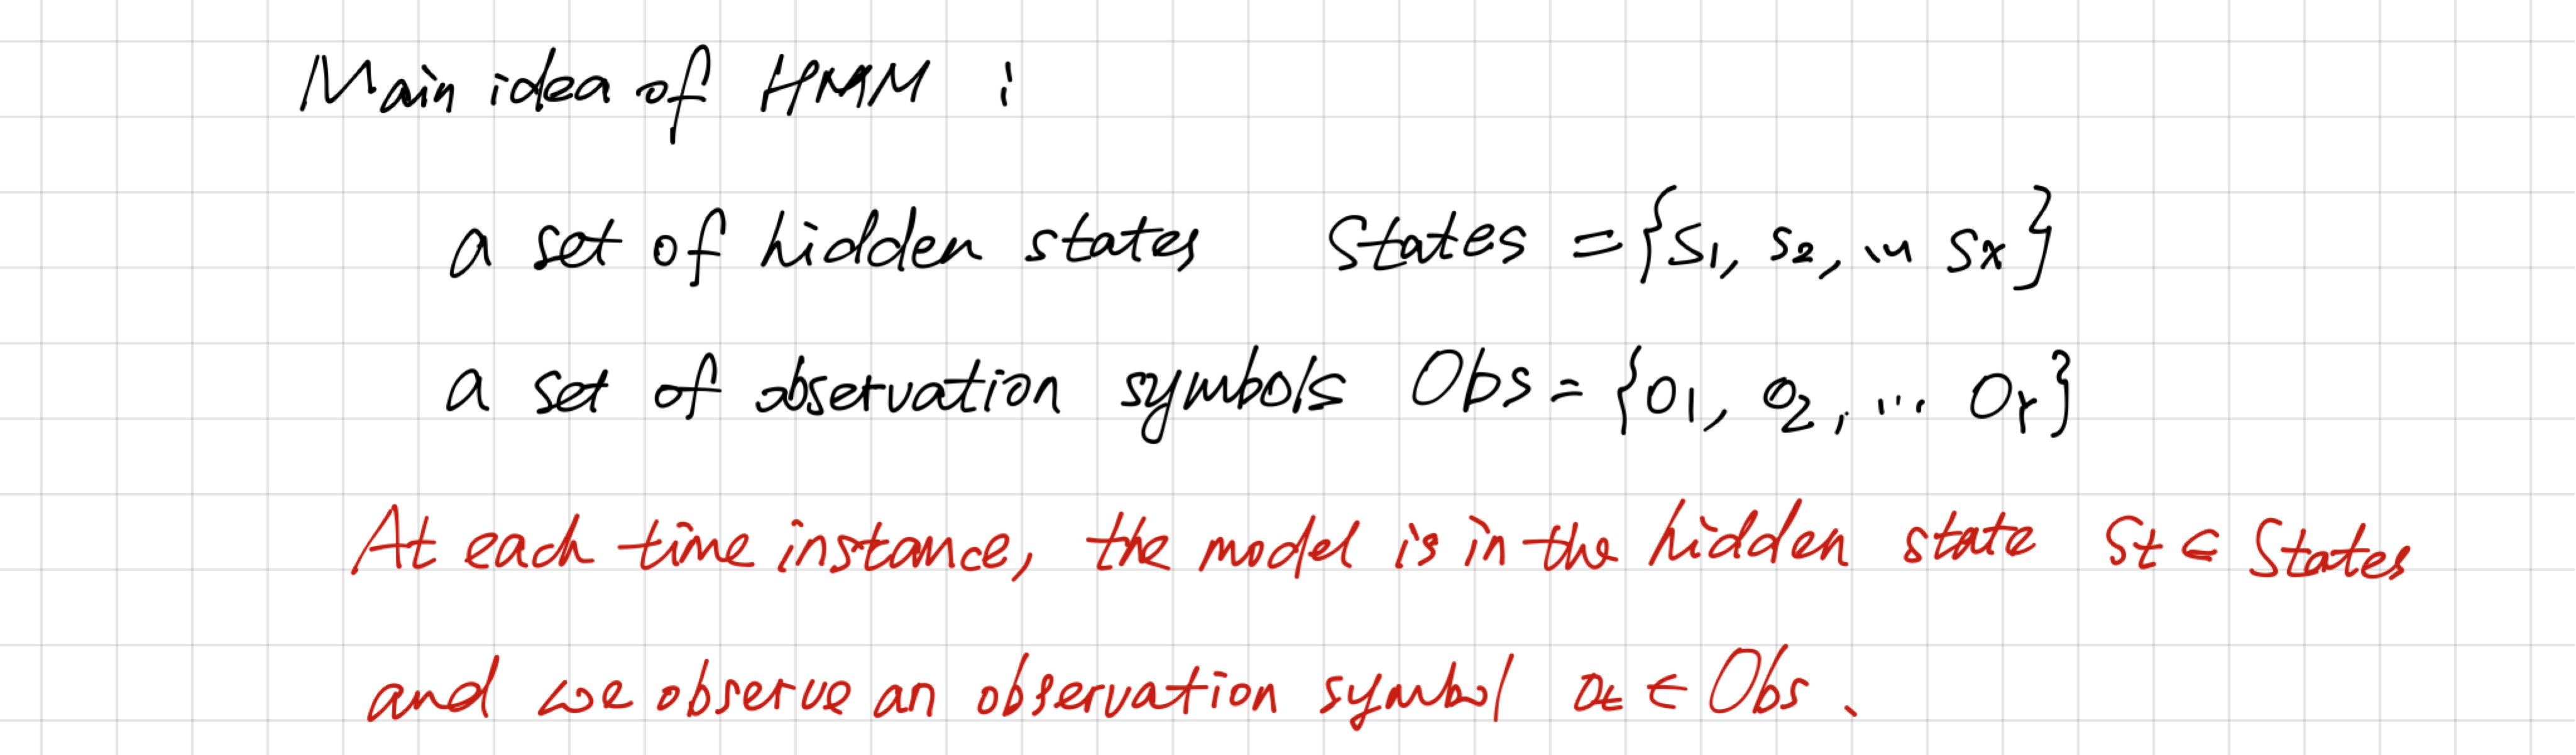 Main idea of HMM :
a set of hidden states States = {s1, s2, ... sx}
a set of observation symbols Obs = {o1, o2, ... or}
At each time instance, the model is in the hidden state st ∈ States
and we observe an observation symbol ot ∈ Obs.